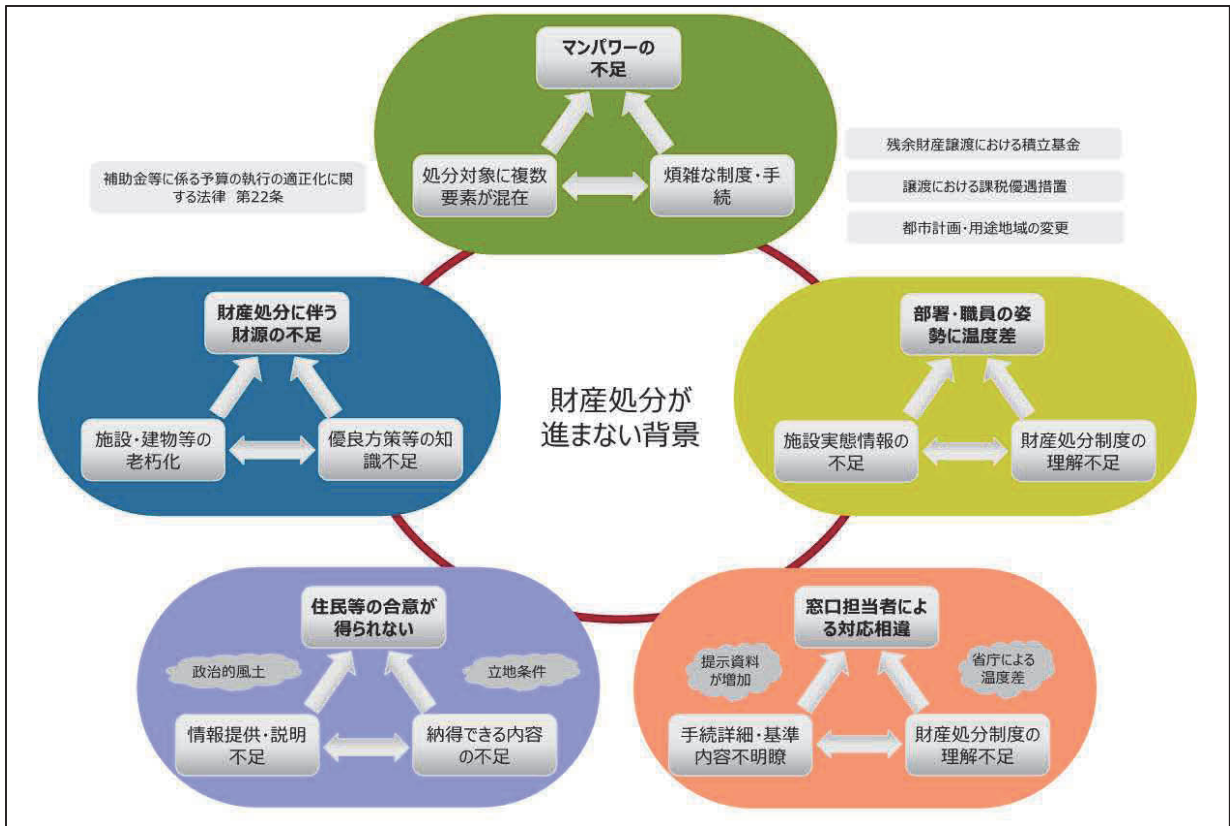 マンパワーの
不足
処分対象に複数
要素が混在
煩雑な制度・手
続
補助金等に係る予算の執行の適正化に関
する法律 第22条
残余財産譲渡における積立基金
譲渡における課税優遇措置
都市計画・用途地域の変更
財産処分に伴う
財源の不足
施設・建物等の
老朽化
優良方策等の知
識不足
財産処分が
進まない背景
部署・職員の姿
勢に温度差
施設実態情報の
不足
財産処分制度の
理解不足
住民等の合意が
得られない
政治的風土
立地条件
情報提供・説明
不足
納得できる内容
の不足
窓口担当者によ
る対応相違
提示資料
が増加
省庁による
温度差
手続詳細・基準
内容不明瞭
財産処分制度の
理解不足